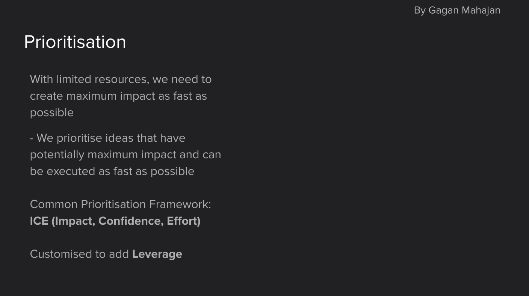 By Gagan Mahajan
Prioritisation
With limited resources, we need to
create maximum impact as fast as
possible
- We prioritise ideas that have
potentially maximum impact and can
be executed as fast as possible
Common Prioritisation Framework:
ICE (Impact, Confidence, Effort)
Customised to add Leverage